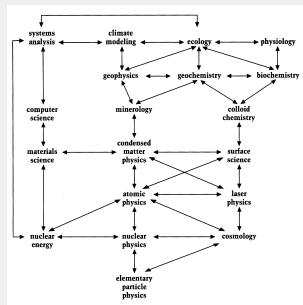 systems
analysis
climate
modeling
ecology
physiology
geophysics
geochemistry
biochemistry
computer
science
minerology
colloid
chemistry
materials
science
condensed
matter
physics
surface
science
atomic
physics
laser
physics
nuclear
energy
nuclear
physics
cosmology
elementary
particle
physics